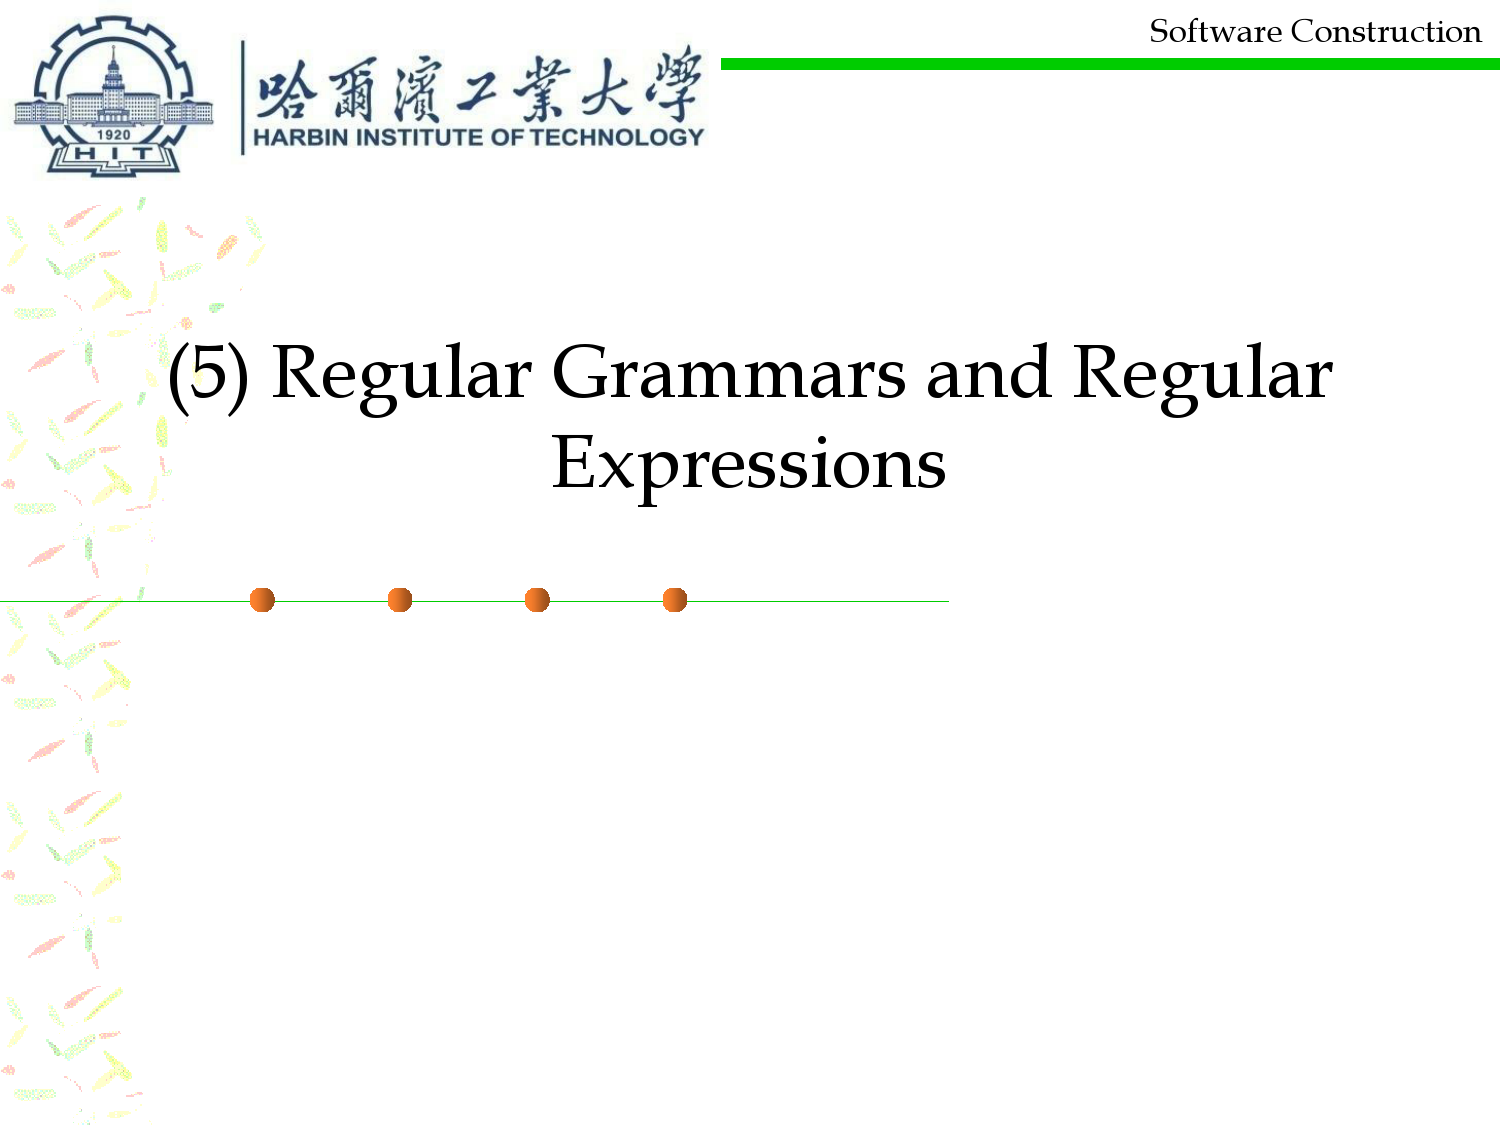 Software Construction
哈爾濱工業大學
HARBIN INSTITUTE OF TECHNOLOGY
1920
HIT
(5) Regular Grammars and Regular
Expressions